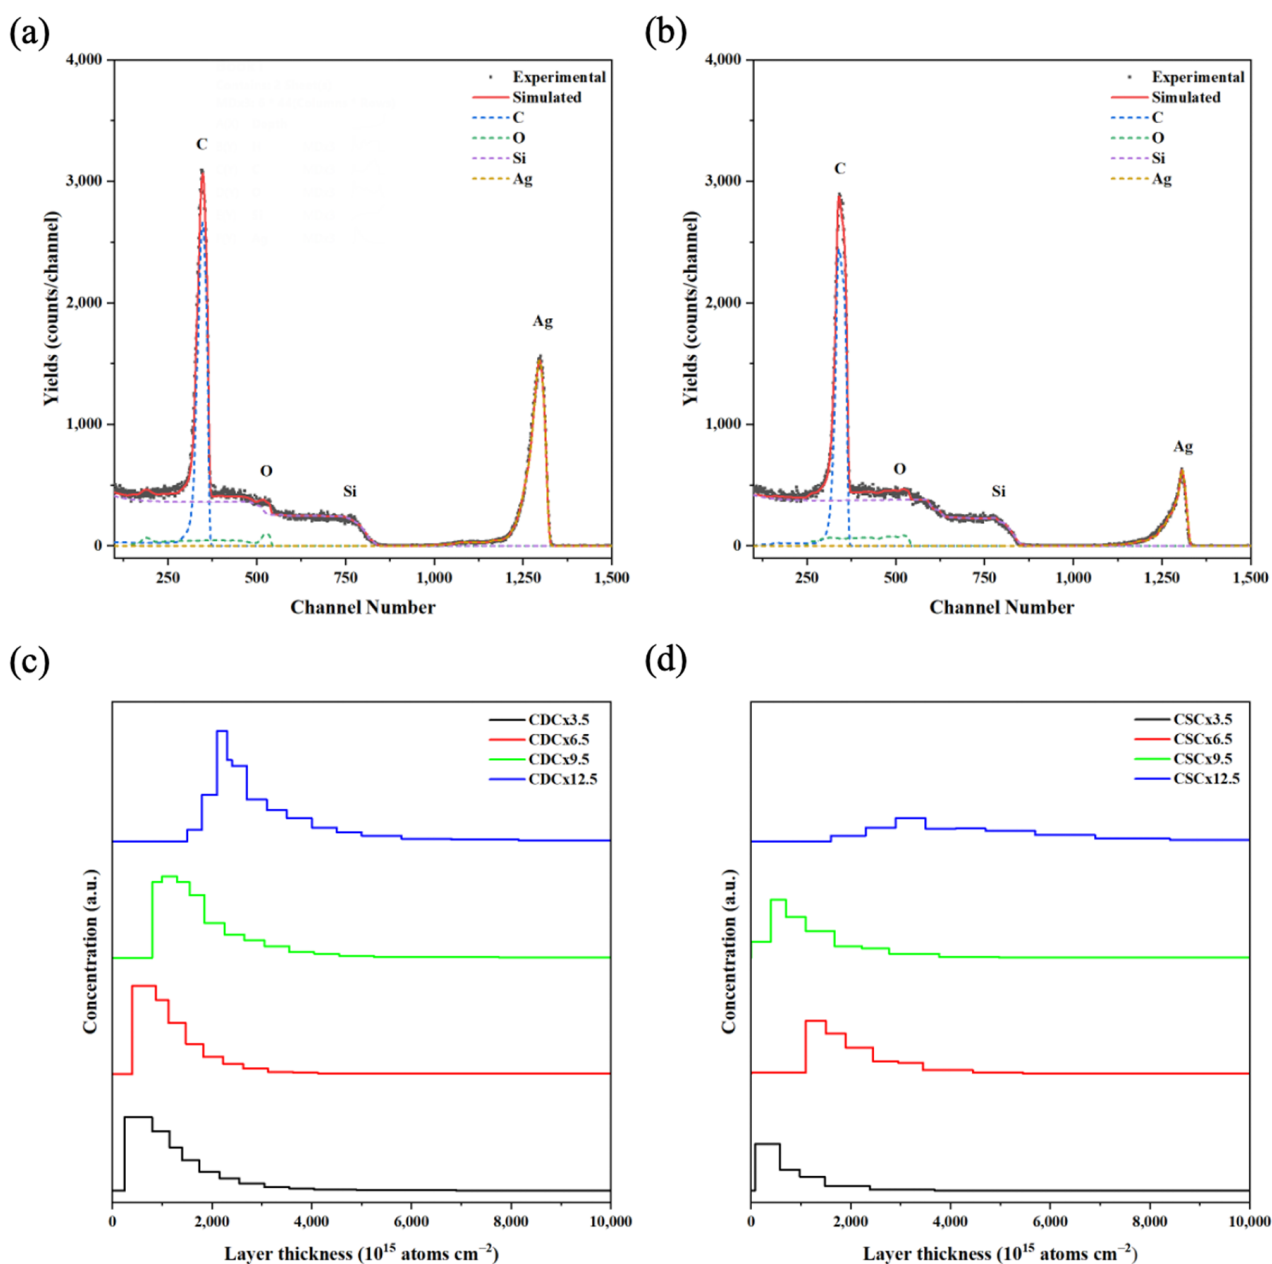 (a)
4,000
3,000
2,000
1,000
0
Yields (counts/channel)
C
O
Si
Ag
Experimental
Simulated
C
O
Si
Ag
250
500
750
1,000
1,250
1,500
Channel Number
(b)
4,000
3,000
2,000
1,000
0
Yields (counts/channel)
C
O
Si
Ag
Experimental
Simulated
C
O
Si
Ag
250
500
750
1,000
1,250
1,500
Channel Number
(c)
Concentration (a.u.)
CDCx3.5
CDCx6.5
CDCx9.5
CDCx12.5
0
2,000
4,000
6,000
8,000
10,000
Layer thickness (10¹⁵ atoms cm⁻²)
(d)
Concentration (a.u.)
CSCx3.5
CSCx6.5
CSCx9.5
CSCx12.5
0
2,000
4,000
6,000
8,000
10,000
Layer thickness (10¹⁵ atoms cm⁻²)